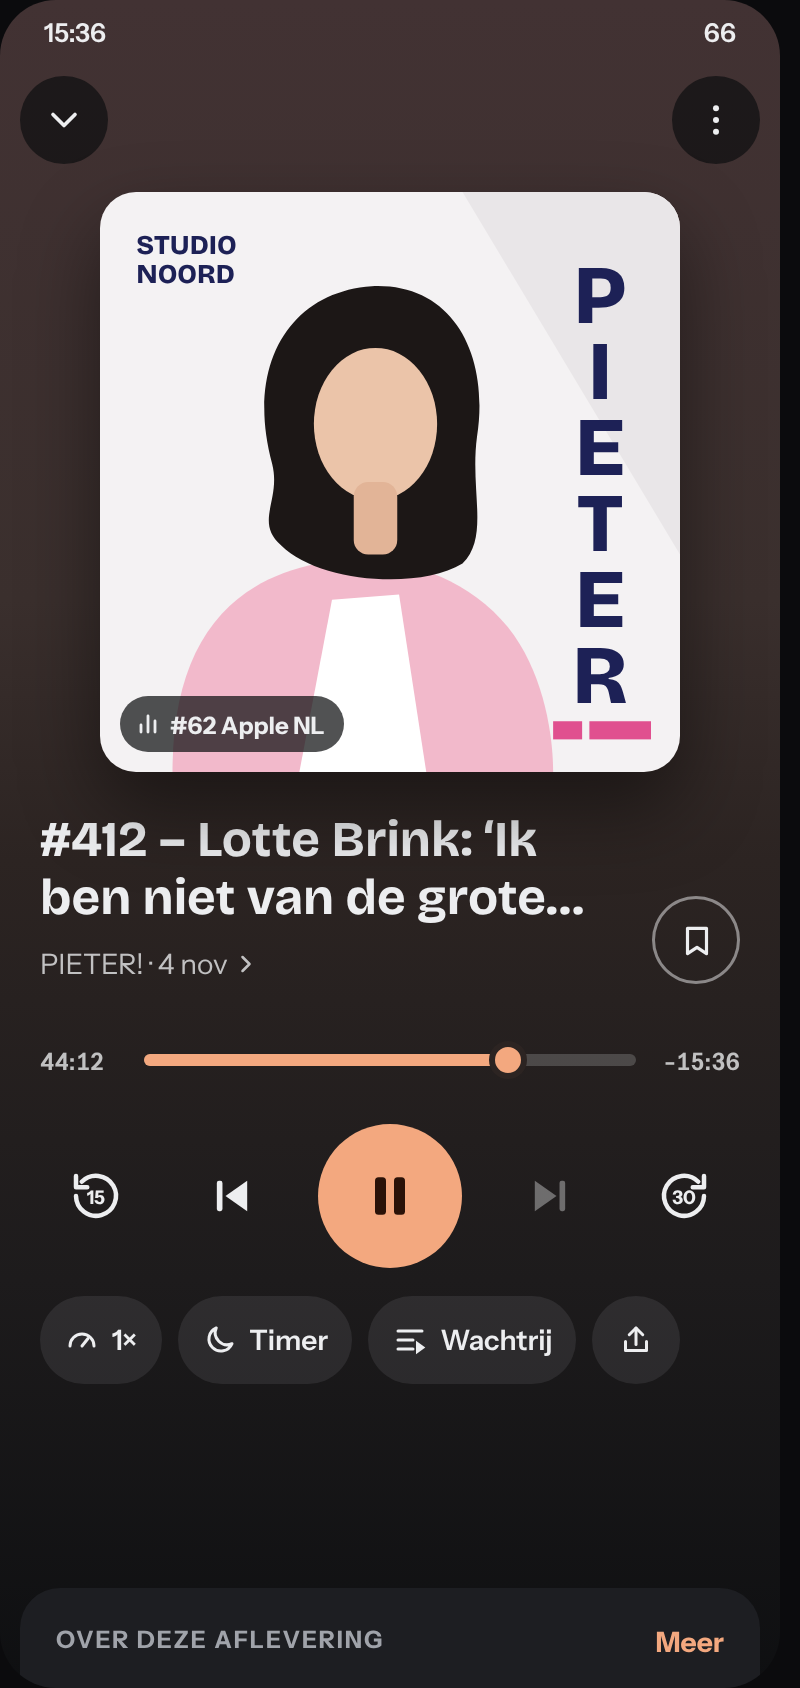 15:36
66
STUDIO
NOORD
PIETER
#62 Apple NL
#412 – Lotte Brink: ‘Ik
ben niet van de grote...
PIETER! · 4 nov
44:12
-15:36
15
30
1×
Timer
Wachtrij
OVER DEZE AFLEVERING
Meer